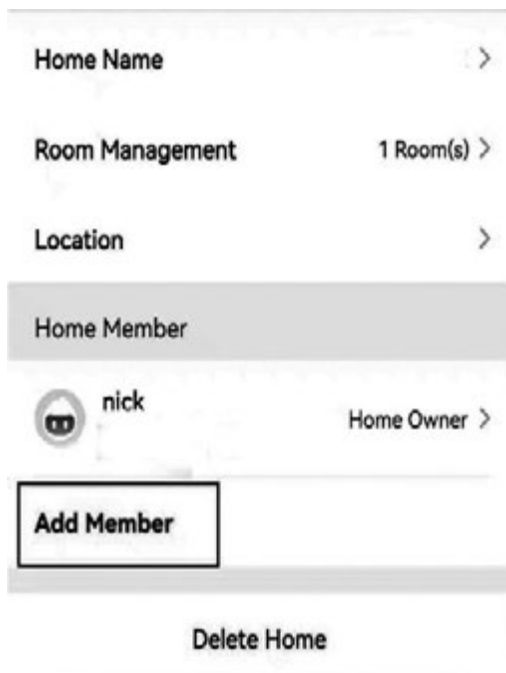 Home Name
Room Management 1 Room(s)
Location
Home Member
nick
Home Owner
Add Member
Delete Home